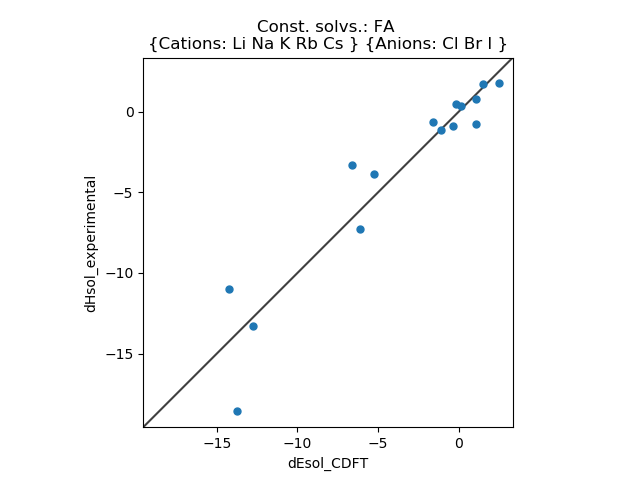 Const. solvs.: FA
{Cations: Li Na K Rb Cs } {Anions: Cl Br I }
0
−5
−10
−15
dHsol_experimental
−15
−10
−5
0
dEsol_CDFT